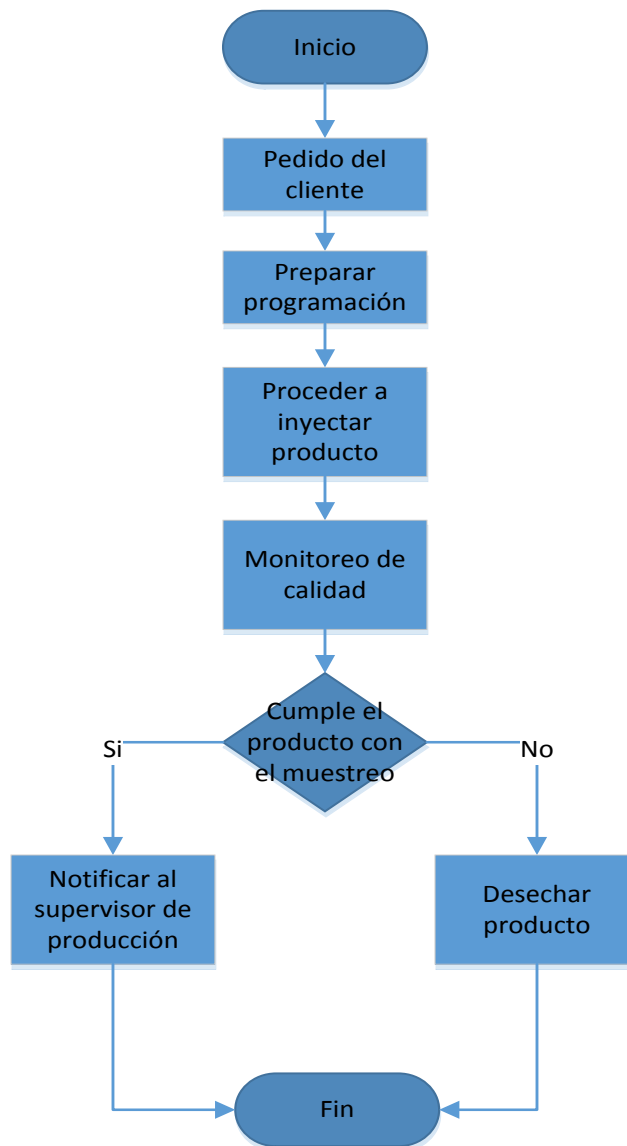 Inicio
Pedido del
cliente
Preparar
programación
Proceder a
inyectar
producto
Monitoreo de
calidad
Cumple el
producto con
el muestreo
Si
No
Notificar al
supervisor de
producción
Desechar
producto
Fin